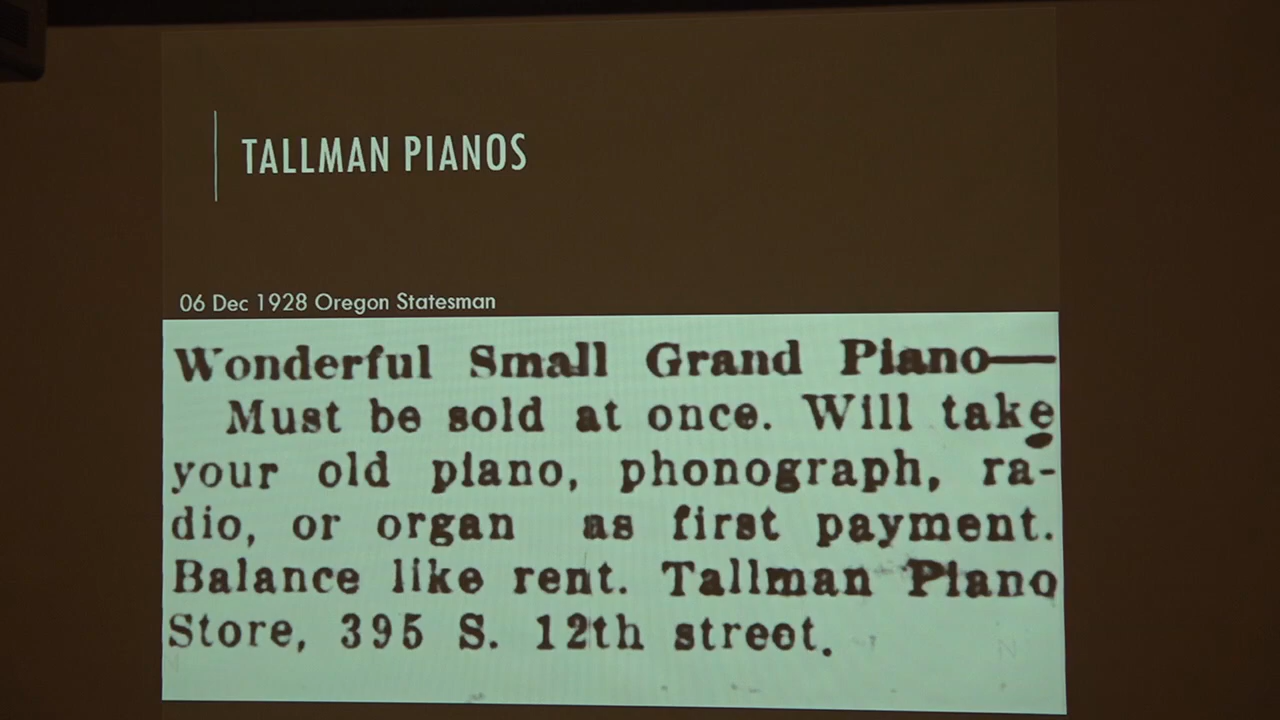 TALLMAN PIANOS
06 Dec 1928 Oregon Statesman
Wonderful Small Grand Piano—
Must be sold at once. Will take
your old piano, phonograph, ra-
dio, or organ as first payment.
Balance like rent. Tallman Piano
Store, 395 S. 12th street.